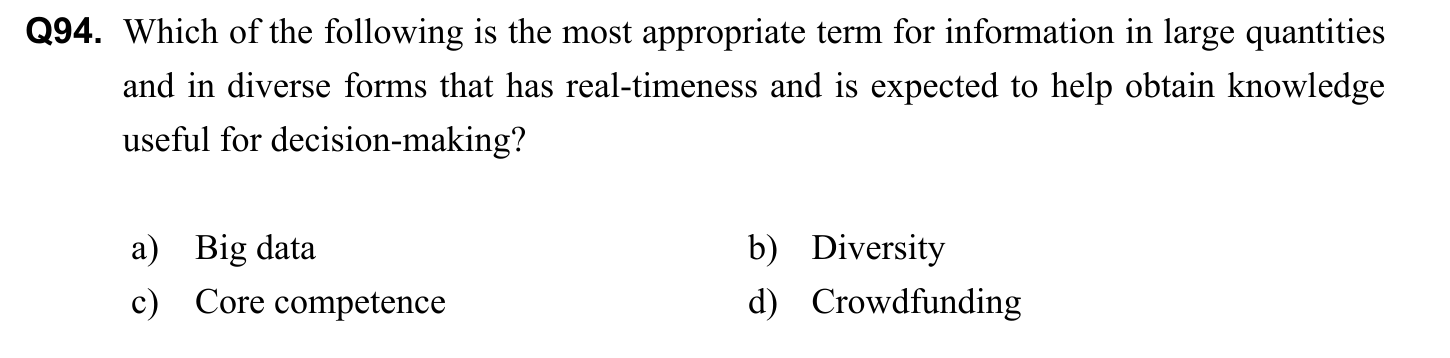 Q94. Which of the following is the most appropriate term for information in large quantities
and in diverse forms that has real-timeness and is expected to help obtain knowledge
useful for decision-making?
a) Big data b) Diversity
c) Core competence d) Crowdfunding